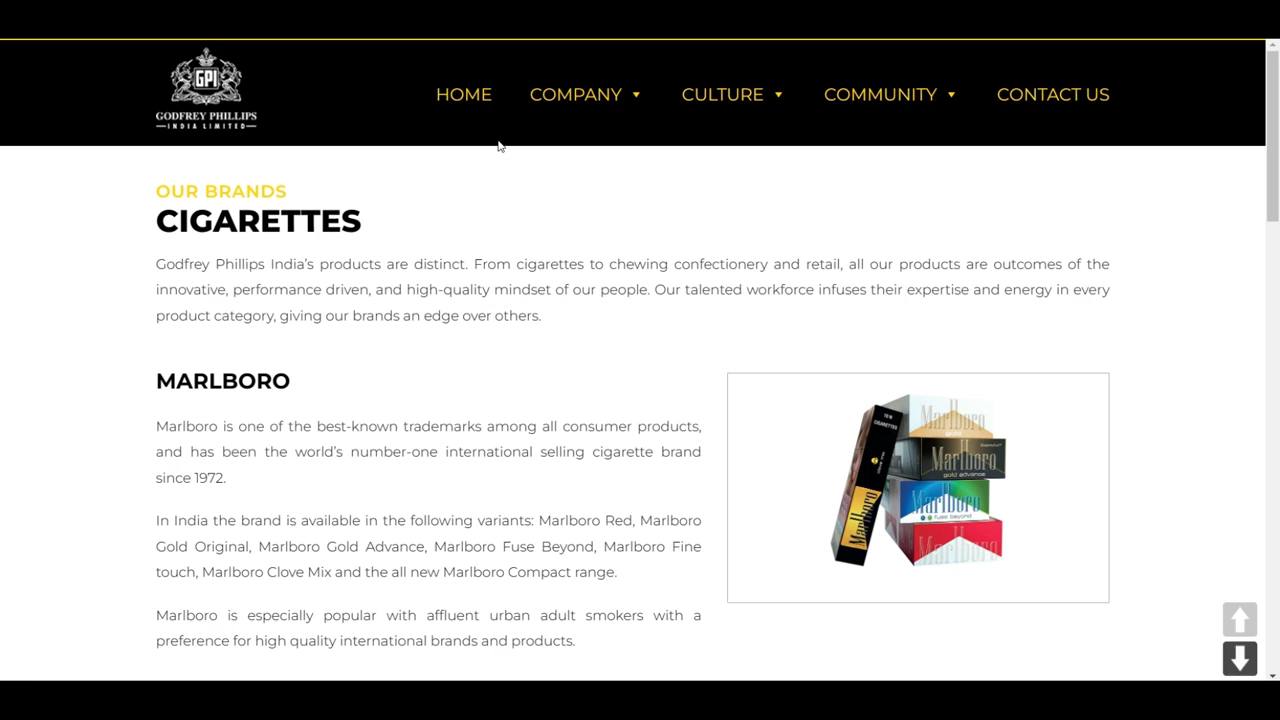 GPI
GODFREY PHILLIPS
INDIA LIMITED
HOME COMPANY CULTURE COMMUNITY CONTACT US
OUR BRANDS
CIGARETTES
Godfrey Phillips India’s products are distinct. From cigarettes to chewing confectionery and retail, all our products are outcomes of the
innovative, performance driven, and high-quality mindset of our people. Our talented workforce infuses their expertise and energy in every
product category, giving our brands an edge over others.
MARLBORO
Marlboro is one of the best-known trademarks among all consumer products,
and has been the world’s number-one international selling cigarette brand
since 1972.
In India the brand is available in the following variants: Marlboro Red, Marlboro
Gold Original, Marlboro Gold Advance, Marlboro Fuse Beyond, Marlboro Fine
touch, Marlboro Clove Mix and the all new Marlboro Compact range.
Marlboro is especially popular with affluent urban adult smokers with a
preference for high quality international brands and products.
CIGARETTES
Marlboro
Marlboro
gold
Marlboro
gold advance
Marlboro
fuse beyond
Marlboro